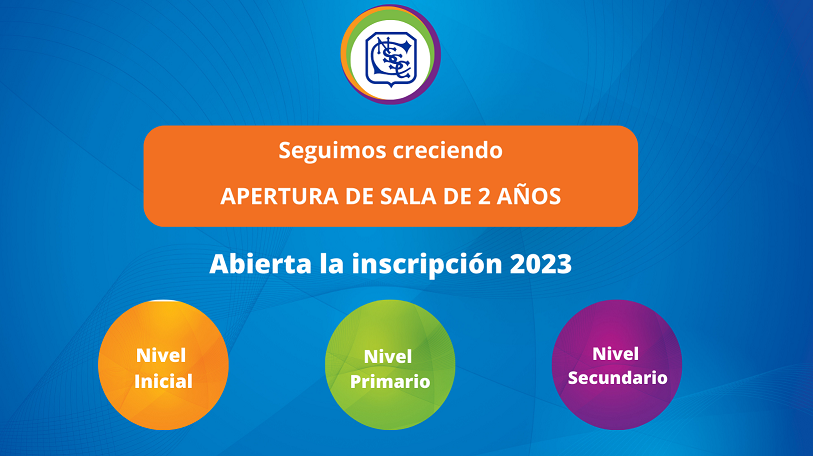 Seguimos creciendo
APERTURA DE SALA DE 2 AÑOS
Abierta la inscripción 2023
Nivel
Inicial
Nivel
Primario
Nivel
Secundario